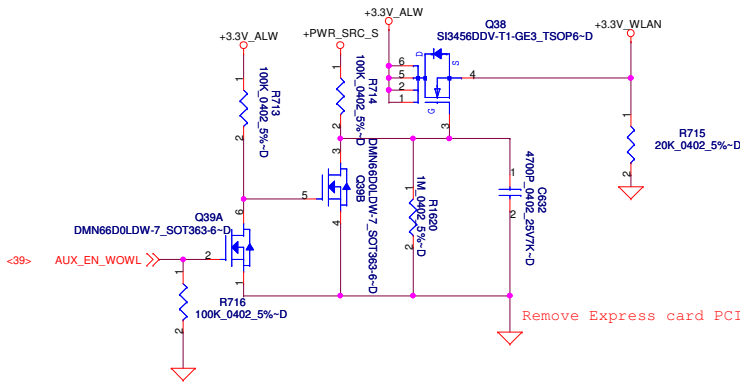 +3.3V_ALW
Q38
SI3456DDV-T1-GE3_TSOP6~D
+3.3V_WLAN
+3.3V_ALW
+PWR_SRC_S
D
S
6
5
2
1
4
G
3
1
R713
100K_0402_5%~D
2
1
R714
100K_0402_5%~D
2
R715
20K_0402_5%~D
1
2
3
5
4
Q39B
DMN66D0LDW-7_SOT363-6~D
1
R1620
1M_0402_5%~D
2
1
C632
4700P_0402_25V7K~D
2
Q39A
DMN66D0LDW-7_SOT363-6~D
6
2
1
<39>
AUX_EN_WOWL
1
R716
100K_0402_5%~D
2
Remove Express card PCI